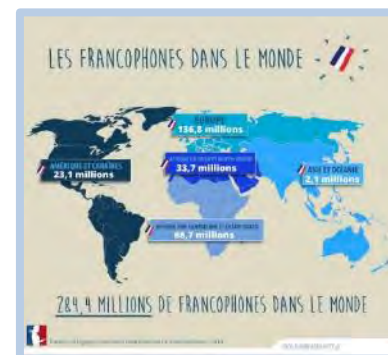 LES FRANCOPHONES DANS LE MONDE
EUROPE
136,8 millions
AMÉRIQUE ET CARAÏBES
23,1 millions
33,7 millions
ASIE ET OCÉANIE
2,1 millions
88,7 millions
284,4 MILLIONS DE FRANCOPHONES DANS LE MONDE